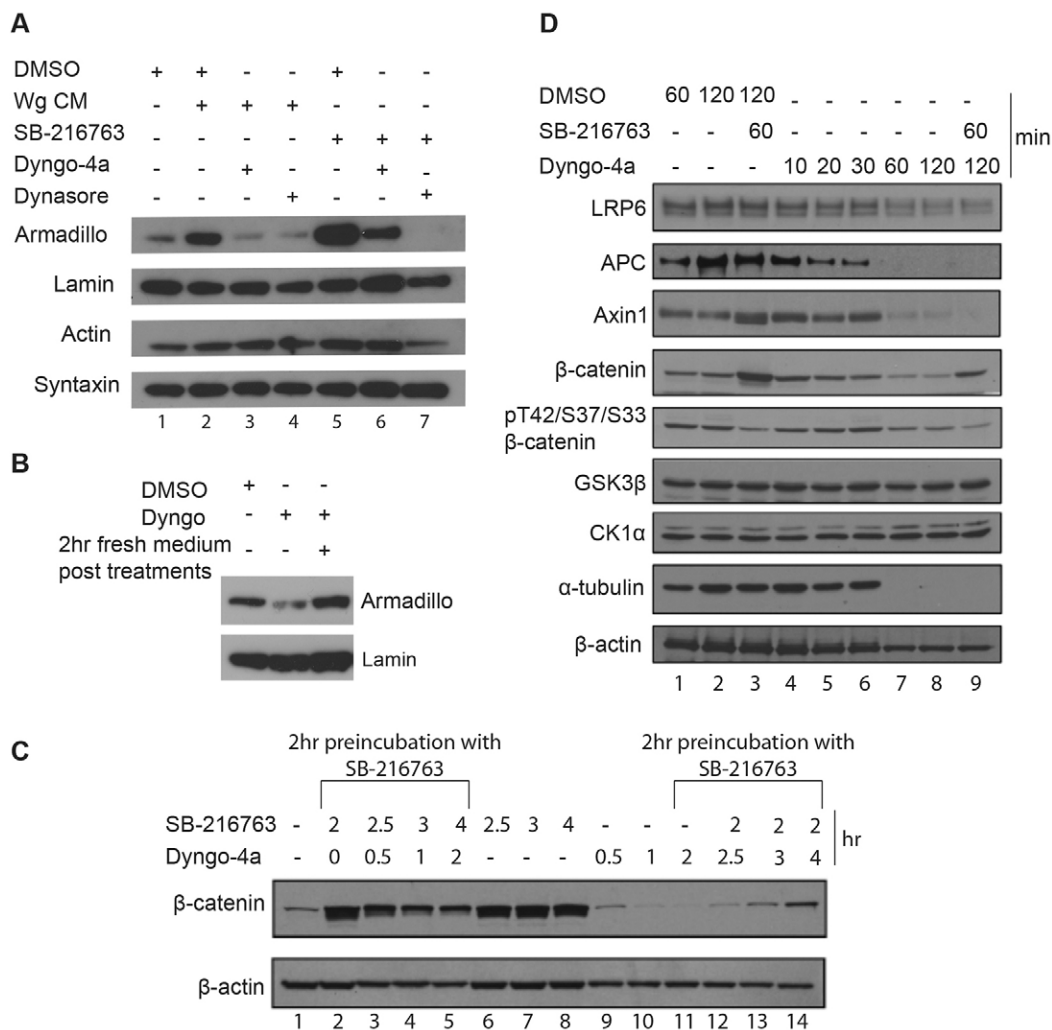 A
DMSO + + - - + - -
Wg CM - + + + - - -
SB-216763 - - - - + + +
Dyngo-4a - - + - - + -
Dynasore - - - + - - +
Armadillo
Lamin
Actin
Syntaxin
1 2 3 4 5 6 7
B
DMSO + - -
Dyngo - + +
2hr fresh medium
post treatments - - +
Armadillo
Lamin
C
2hr preincubation with
SB-216763
2hr preincubation with
SB-216763
SB-216763 - 2 2.5 3 4 2.5 3 4 - - - 2 2 2
Dyngo-4a - 0 0.5 1 2 - - - 0.5 1 2 2.5 3 4
hr
β-catenin
β-actin
1 2 3 4 5 6 7 8 9 10 11 12 13 14
D
DMSO 60 120 120 - - - - - -
SB-216763 - - 60 - - - - - 60
Dyngo-4a - - - 10 20 30 60 120 120
min
LRP6
APC
Axin1
β-catenin
pT42/S37/S33
β-catenin
GSK3β
CK1α
α-tubulin
β-actin
1 2 3 4 5 6 7 8 9